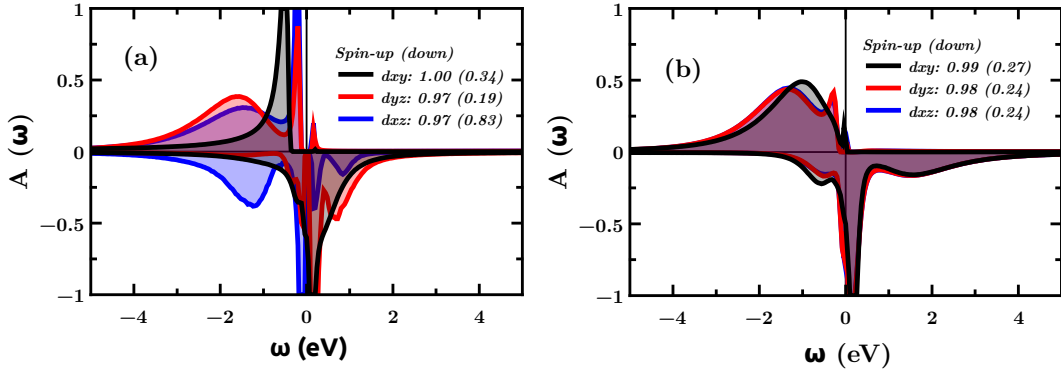 (a)
Spin-up (down)
dxy: 1.00 (0.34)
dyz: 0.97 (0.19)
dxz: 0.97 (0.83)
1
0.5
0
−0.5
−1
A (ω)
−4
−2
0
2
4
ω (eV)
(b)
Spin-up (down)
dxy: 0.99 (0.27)
dyz: 0.98 (0.24)
dxz: 0.98 (0.24)
1
0.5
0
−0.5
−1
A (ω)
−4
−2
0
2
4
ω (eV)